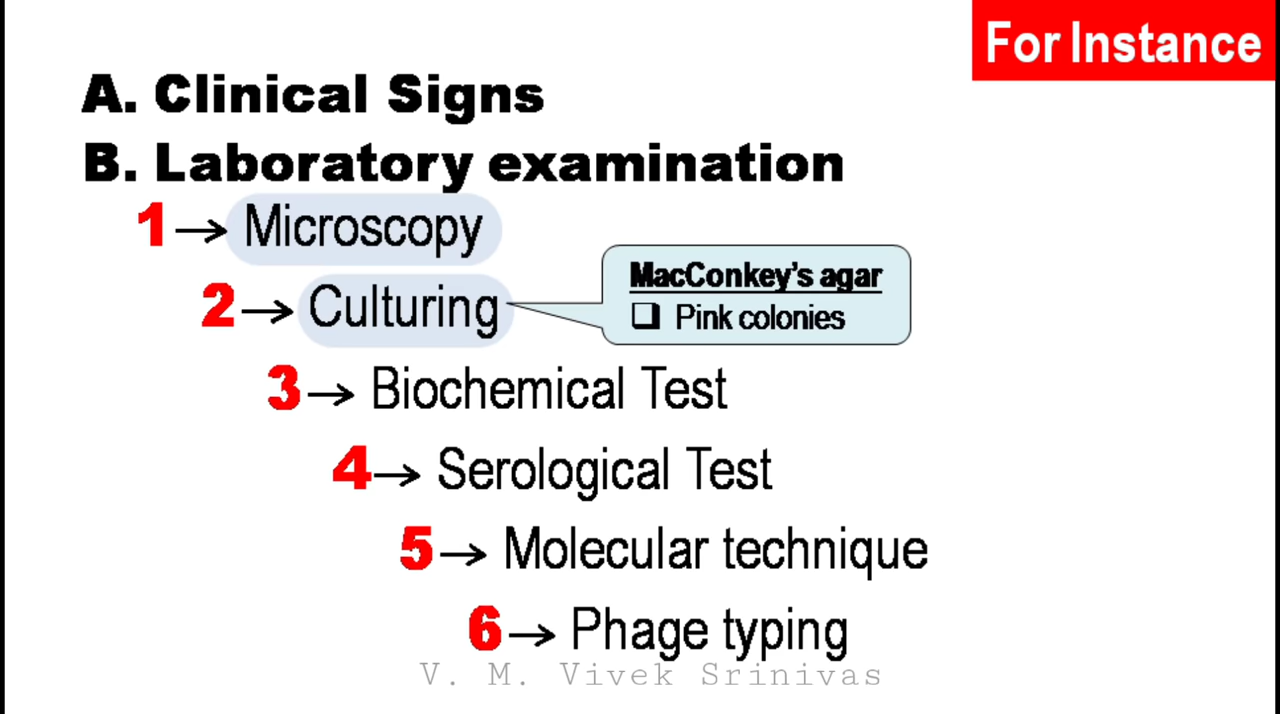 For Instance
A. Clinical Signs
B. Laboratory examination
1→ Microscopy
2→ Culturing
MacConkey's agar
❑ Pink colonies
3→ Biochemical Test
4→ Serological Test
5→ Molecular technique
6→ Phage typing
V. M. Vivek Srinivas